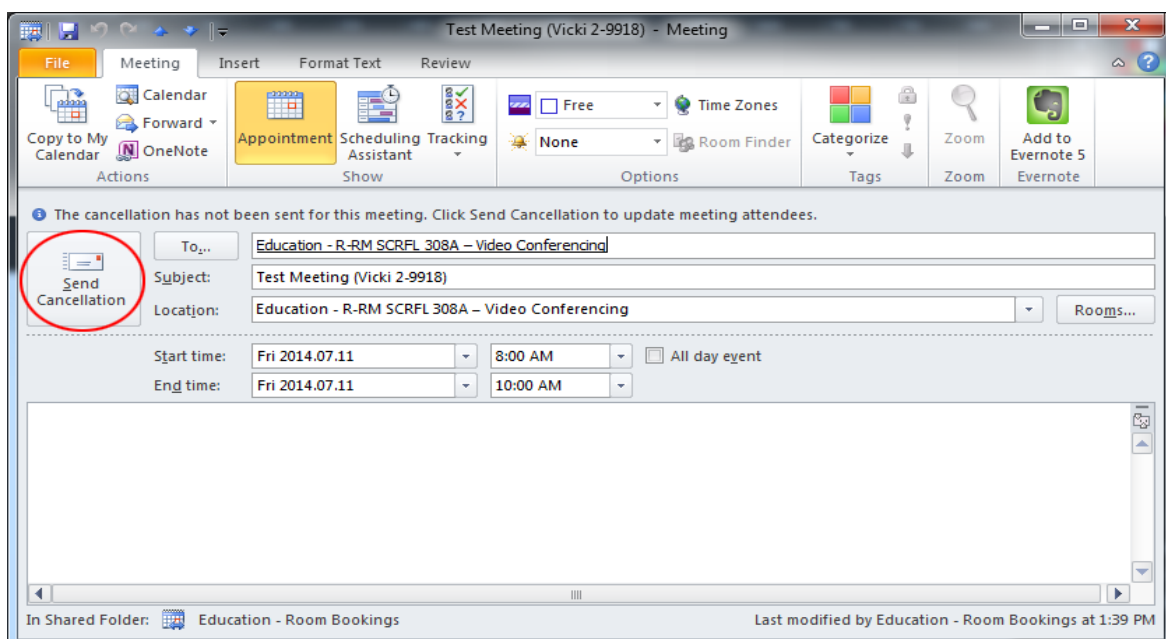 Test Meeting (Vicki 2-9918) - Meeting
File Meeting Insert Format Text Review
Copy to My Calendar
Calendar
Forward
OneNote
Actions
Appointment
Scheduling Assistant
Tracking
Show
Free
None
Time Zones
Room Finder
Options
Categorize
Tags
Zoom
Zoom
Add to Evernote 5
Evernote
The cancellation has not been sent for this meeting. Click Send Cancellation to update meeting attendees.
Send Cancellation
To... Education - R-RM SCRFL 308A – Video Conferencing
Subject: Test Meeting (Vicki 2-9918)
Location: Education - R-RM SCRFL 308A – Video Conferencing Rooms...
Start time: Fri 2014.07.11 8:00 AM All day event
End time: Fri 2014.07.11 10:00 AM
In Shared Folder: Education - Room Bookings Last modified by Education - Room Bookings at 1:39 PM